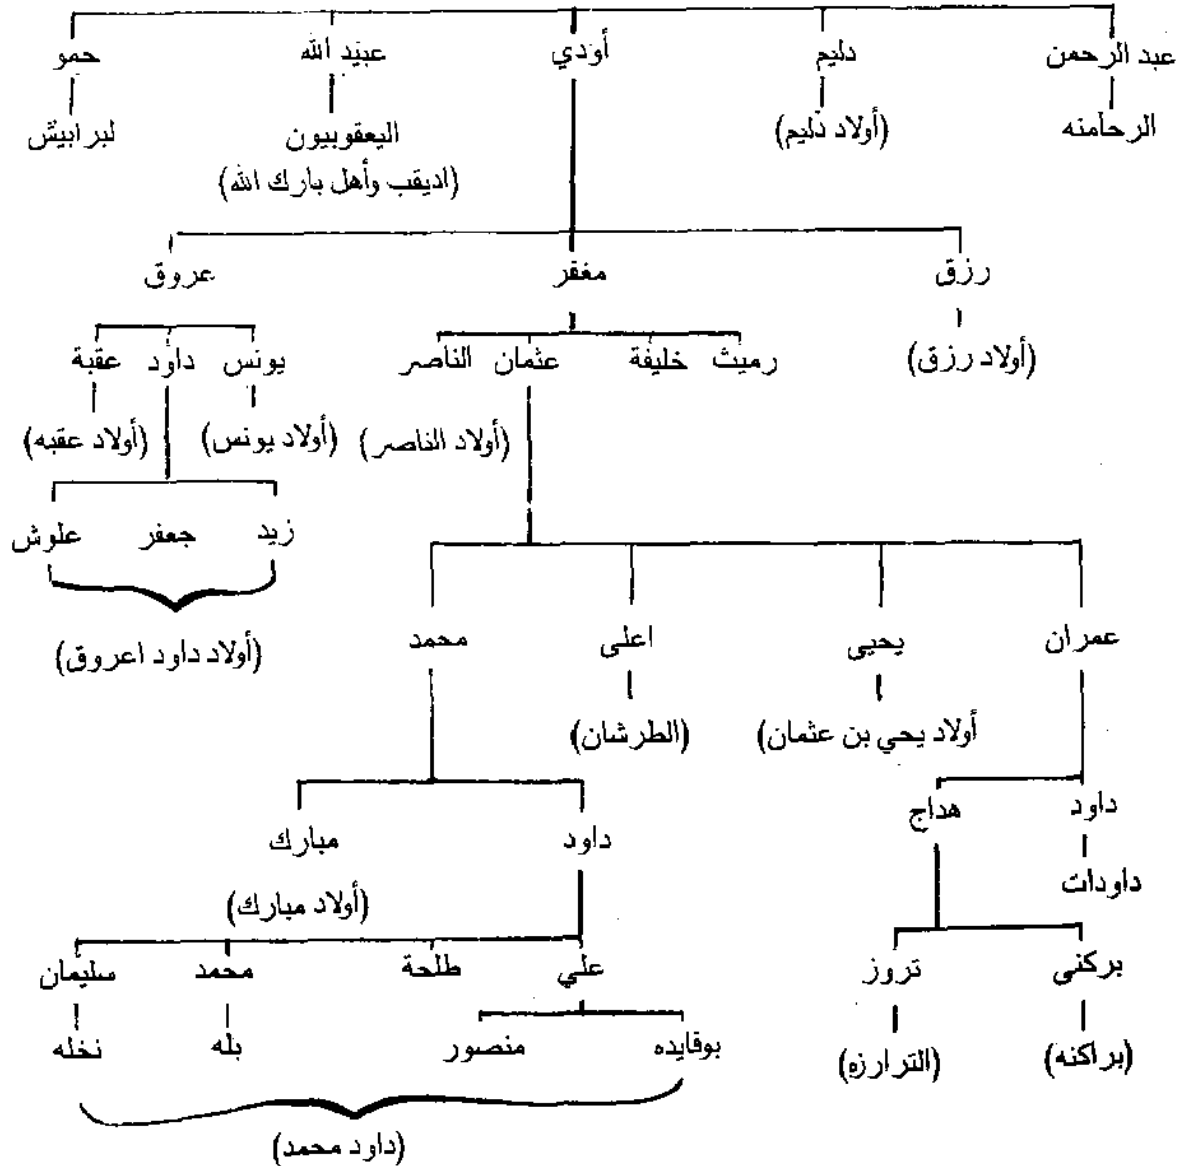 عبد الرحمن دليم أودي عبيد الله حمو
الرحامنه (أولاد دليم) اليعقوبيون لبرابيش
(اديقب وأهل بارك الله)
رزق مغفر عروق
(أولاد رزق) رميث خليفة عثمان الناصر يونس داود عقبة
(أولاد الناصر) (أولاد يونس) (أولاد عقبه)
زيد جعفر علوش
(أولاد داود اعروق)
عمران يحيى اعلى محمد
أولاد يحي بن عثمان) (الطرشان)
داود هداج داود مبارك
داودات (أولاد مبارك)
بركنى تروز علي طلحة محمد سليمان
(براكنه) (الترارزه) بوفايده منصور بله نخله
(داود محمد)